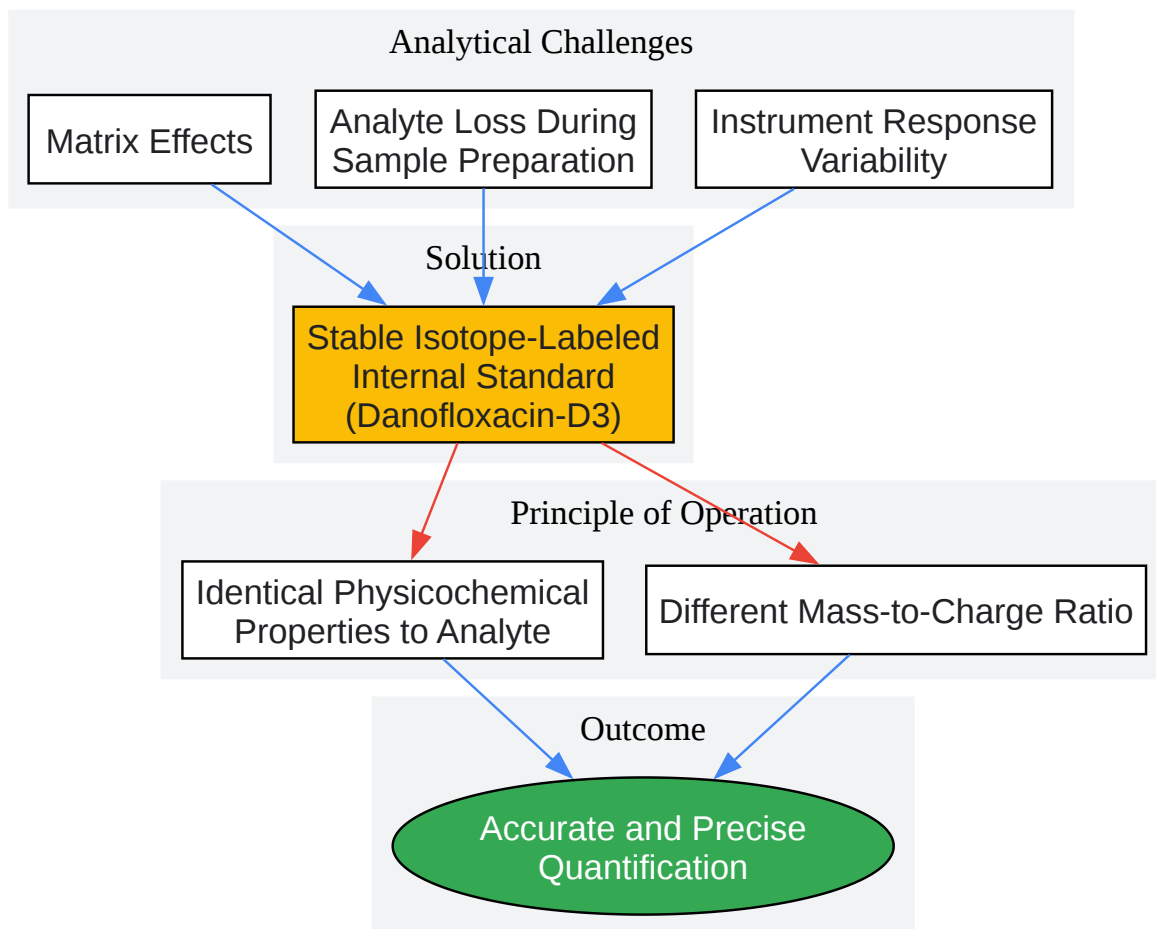 Analytical Challenges
Matrix Effects
Analyte Loss During
Sample Preparation
Instrument Response
Variability
Solution
Stable Isotope-Labeled
Internal Standard
(Danofloxacin-D3)
Principle of Operation
Identical Physicochemical
Properties to Analyte
Different Mass-to-Charge Ratio
Outcome
Accurate and Precise
Quantification